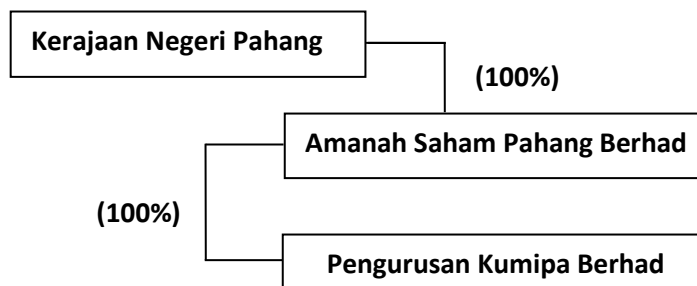 Kerajaan Negeri Pahang
(100%)
Amanah Saham Pahang Berhad
(100%)
Pengurusan Kumipa Berhad